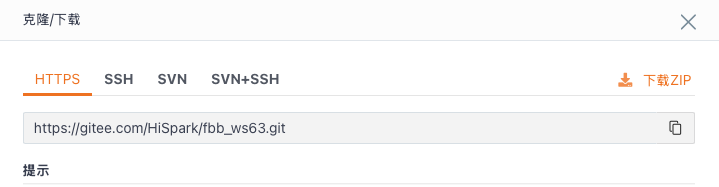 克隆/下载
HTTPS SSH SVN SVN+SSH 下载ZIP
https://gitee.com/HiSpark/fbb_ws63.git
提示